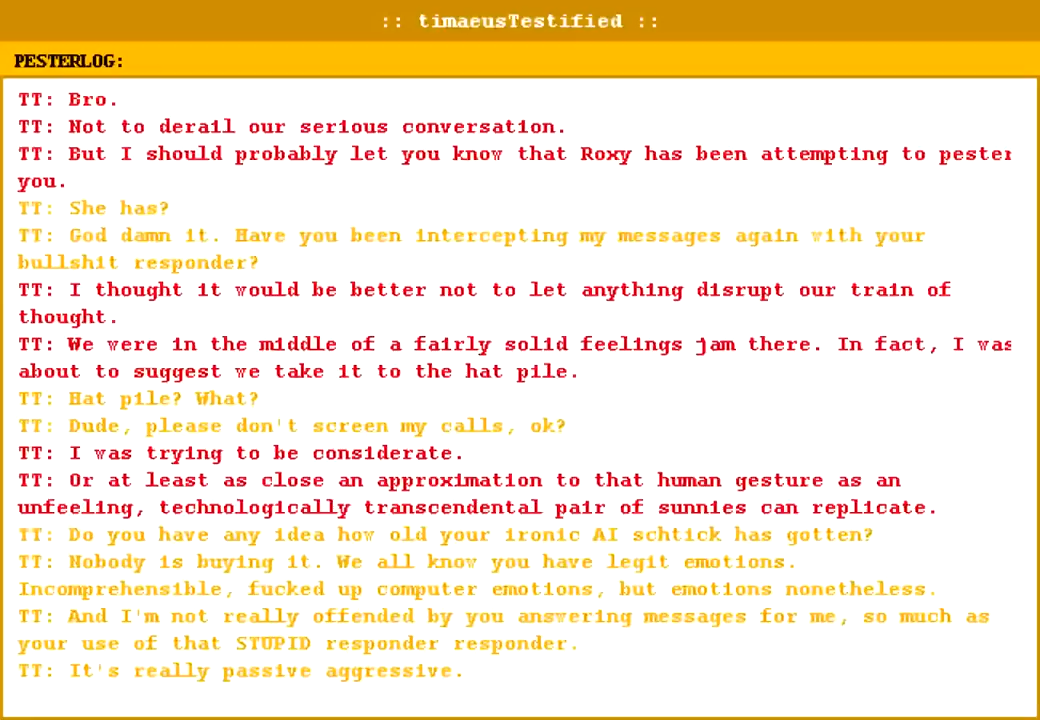 :: timaeusTestified ::
PESTERLOG:
TT: Bro.
TT: Not to derail our serious conversation.
TT: But I should probably let you know that Roxy has been attempting to pester
you.
TT: She has?
TT: God damn it. Have you been intercepting my messages again with your
bullshit responder?
TT: I thought it would be better not to let anything disrupt our train of
thought.
TT: We were in the middle of a fairly solid feelings jam there. In fact, I was
about to suggest we take it to the hat pile.
TT: Hat pile? What?
TT: Dude, please don't screen my calls, ok?
TT: I was trying to be considerate.
TT: Or at least as close an approximation to that human gesture as an
unfeeling, technologically transcendental pair of sunnies can replicate.
TT: Do you have any idea how old your ironic AI schtick has gotten?
TT: Nobody is buying it. We all know you have legit emotions.
Incomprehensible, fucked up computer emotions, but emotions nonetheless.
TT: And I'm not really offended by you answering messages for me, so much as
your use of that STUPID responder responder.
TT: It's really passive aggressive.